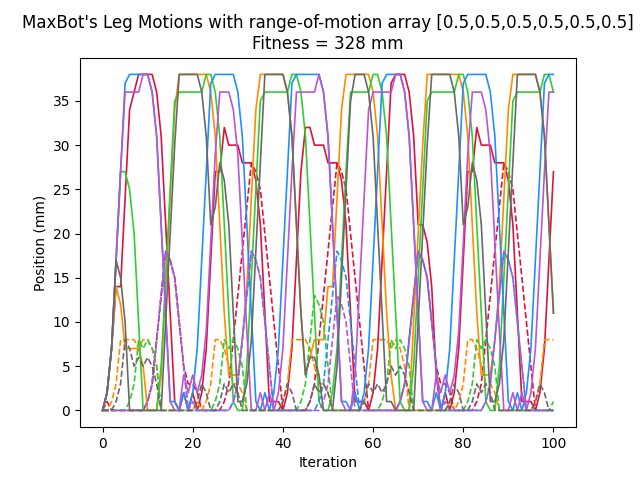 MaxBot's Leg Motions with range-of-motion array [0.5,0.5,0.5,0.5,0.5,0.5]
Fitness = 328 mm
Position (mm)
35
30
25
20
15
10
5
0
0 20 40 60 80 100
Iteration